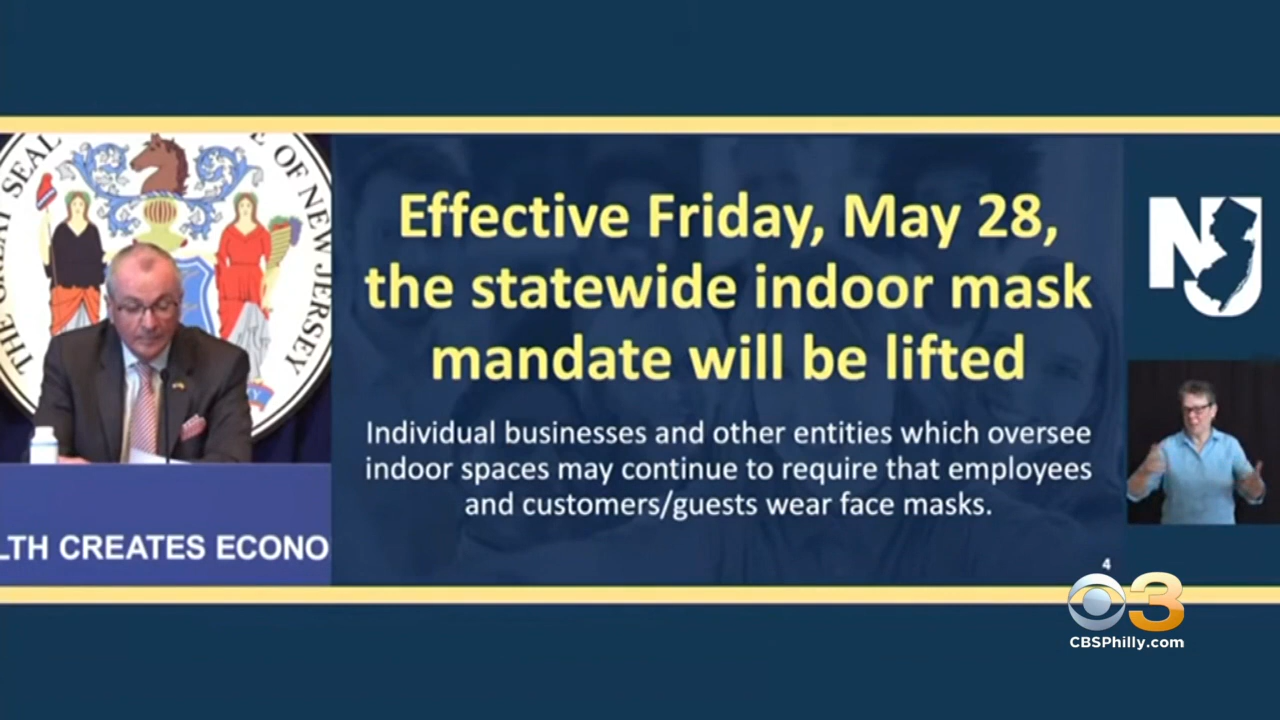 THE GREAT SEAL
E OF NEW JERSEY
LTH CREATES ECONO
Effective Friday, May 28,
the statewide indoor mask
mandate will be lifted
Individual businesses and other entities which oversee
indoor spaces may continue to require that employees
and customers/guests wear face masks.
4
NJ
3
CBSPhilly.com